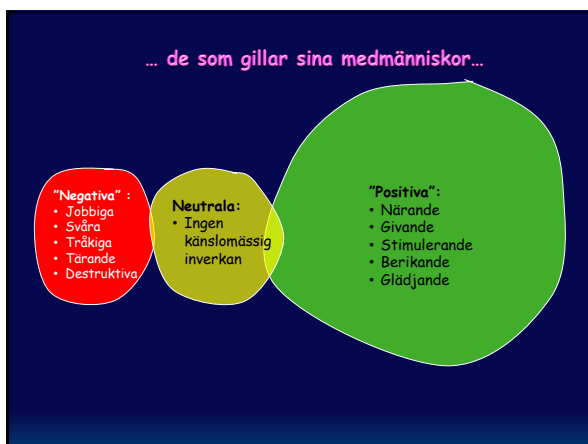 ... de som gillar sina medmänniskor...
”Negativa” :
• Jobbiga
• Svåra
• Tråkiga
• Tärande
• Destruktiva
Neutrala:
• Ingen
känslomässig
inverkan
”Positiva”:
• Närande
• Givande
• Stimulerande
• Berikande
• Glädjande